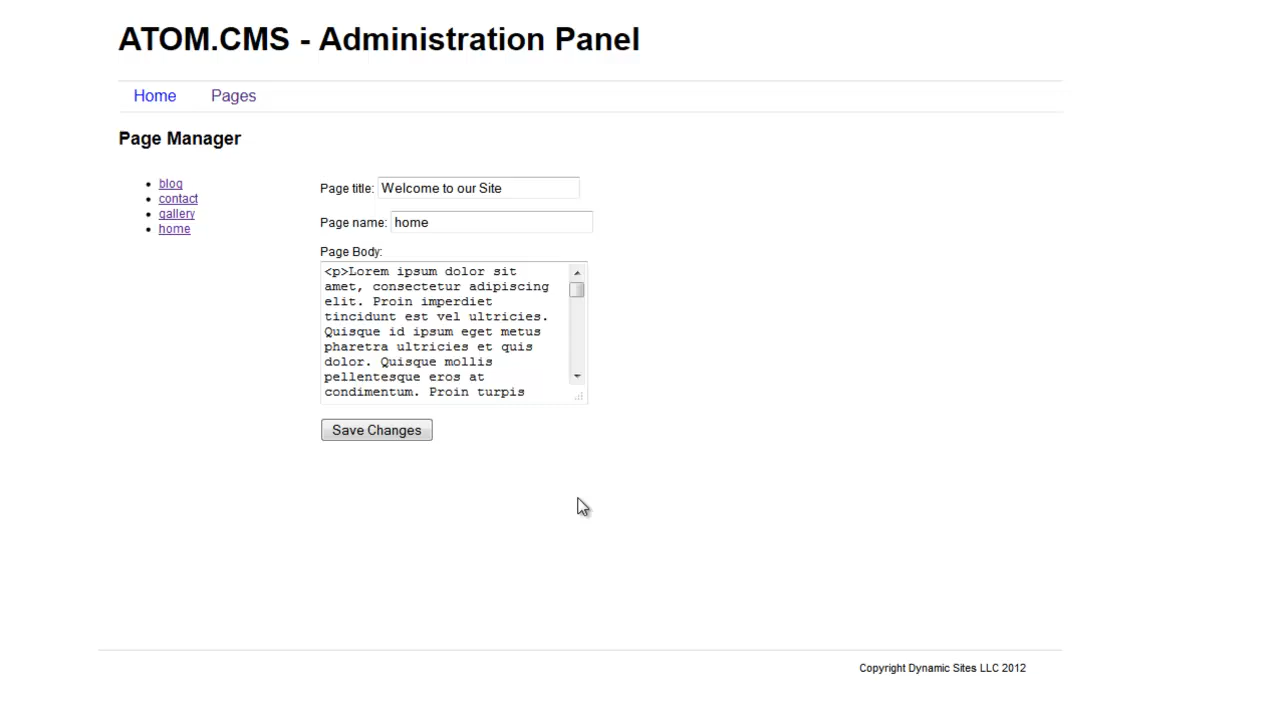 ATOM.CMS - Administration Panel
Home Pages
Page Manager
blog
contact
gallery
home
Page title: Welcome to our Site
Page name: home
Page Body:
<p>Lorem ipsum dolor sit
amet, consectetur adipiscing
elit. Proin imperdiet
tincidunt est vel ultricies.
Quisque id ipsum eget metus
pharetra ultricies et quis
dolor. Quisque mollis
pellentesque eros at
condimentum. Proin turpis
Save Changes
Copyright Dynamic Sites LLC 2012